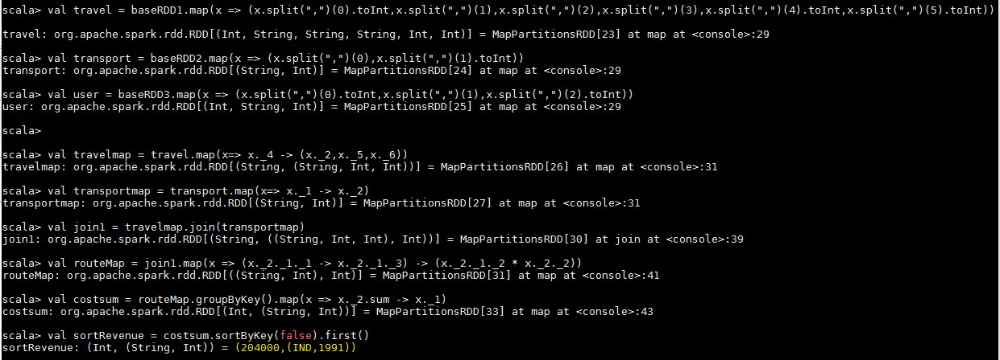 scala> val travel = baseRDD1.map(x => (x.split(",")(0).toInt,x.split(",")(1),x.split(",")(2),x.split(",")(3),x.split(",")(4).toInt,x.split(",")(5).toInt))
travel: org.apache.spark.rdd.RDD[(Int, String, String, String, Int, Int)] = MapPartitionsRDD[23] at map at <console>:29
scala> val transport = baseRDD2.map(x => (x.split(",")(0),x.split(",")(1).toInt))
transport: org.apache.spark.rdd.RDD[(String, Int)] = MapPartitionsRDD[24] at map at <console>:29
scala> val user = baseRDD3.map(x => (x.split(",")(0).toInt,x.split(",")(1),x.split(",")(2).toInt))
user: org.apache.spark.rdd.RDD[(Int, String, Int)] = MapPartitionsRDD[25] at map at <console>:29
scala>
scala> val travelmap = travel.map(x=> x._4 -> (x._2,x._5,x._6))
travelmap: org.apache.spark.rdd.RDD[(String, (String, Int, Int))] = MapPartitionsRDD[26] at map at <console>:31
scala> val transportmap = transport.map(x=> x._1 -> x._2)
transportmap: org.apache.spark.rdd.RDD[(String, Int)] = MapPartitionsRDD[27] at map at <console>:31
scala> val join1 = travelmap.join(transportmap)
join1: org.apache.spark.rdd.RDD[(String, ((String, Int, Int), Int))] = MapPartitionsRDD[30] at join at <console>:39
scala> val routeMap = join1.map(x => (x._2._1._1 -> x._2._1._3) -> (x._2._1._2 * x._2._2))
routeMap: org.apache.spark.rdd.RDD[((String, Int), Int)] = MapPartitionsRDD[31] at map at <console>:41
scala> val costsum = routeMap.groupByKey().map(x => x._2.sum -> x._1)
costsum: org.apache.spark.rdd.RDD[(Int, (String, Int))] = MapPartitionsRDD[33] at map at <console>:43
scala> val sortRevenue = costsum.sortByKey(false).first()
sortRevenue: (Int, (String, Int)) = (204000,(IND,1991))